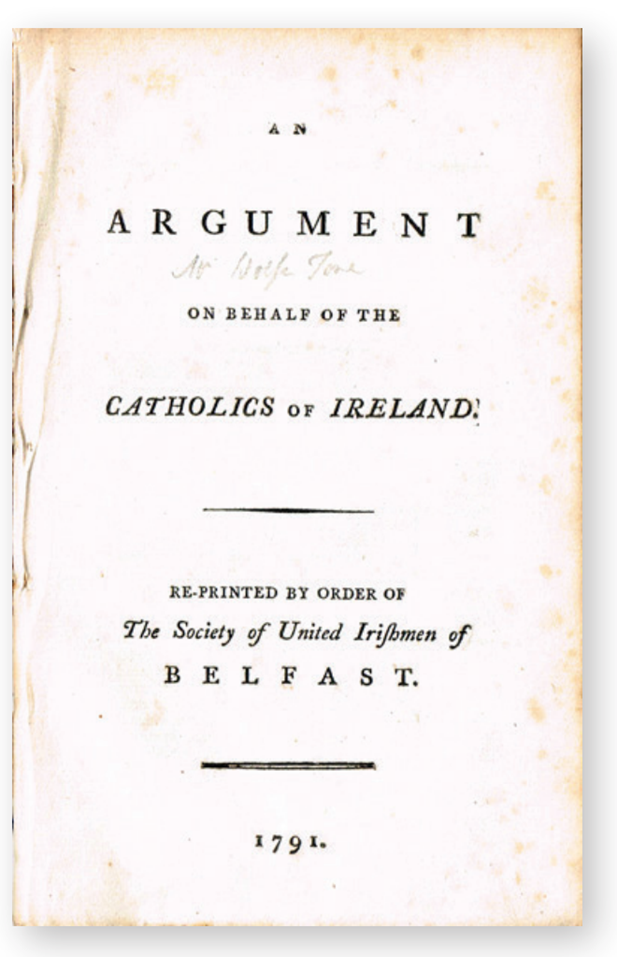 AN
ARGUMENT
Wolfe Tone
ON BEHALF OF THE
CATHOLICS OF IRELAND.
RE-PRINTED BY ORDER OF
The Society of United Iriſhmen of
BELFAST.
1791.